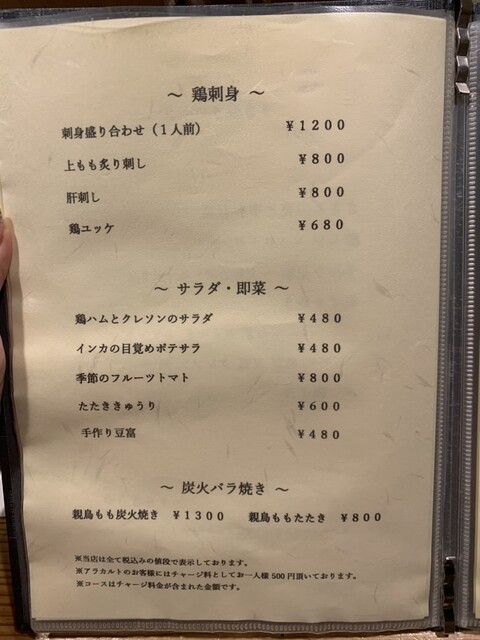 ～ 鶏刺身 ～
刺身盛り合わせ（１人前） ￥１２００
上もも炙り刺し ￥８００
肝刺し ￥８００
鶏ユッケ ￥６８０
～ サラダ・即菜 ～
鶏ハムとクレソンのサラダ ￥４８０
インカの目覚めポテサラ ￥４８０
季節のフルーツトマト ￥８００
たたききゅうり ￥６００
手作り豆富 ￥４８０
～ 炭火バラ焼き ～
親鳥もも炭火焼き ￥１３００ 親鳥ももたたき ￥８００
※当店は全て税込みの値段で表示しております。
※アラカルトのお客様にはチャージ料としてお一人様 500 円頂いております。
※コースはチャージ料金が含まれた金額です。